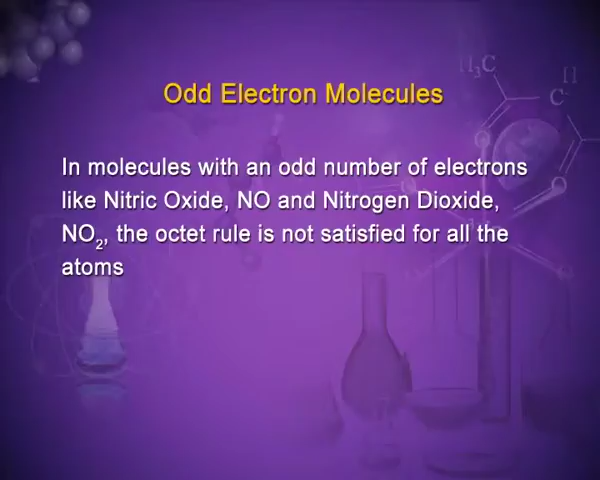 Odd Electron Molecules
In molecules with an odd number of electrons
like Nitric Oxide, NO and Nitrogen Dioxide,
NO₂, the octet rule is not satisfied for all the
atoms
H₃C
H
C